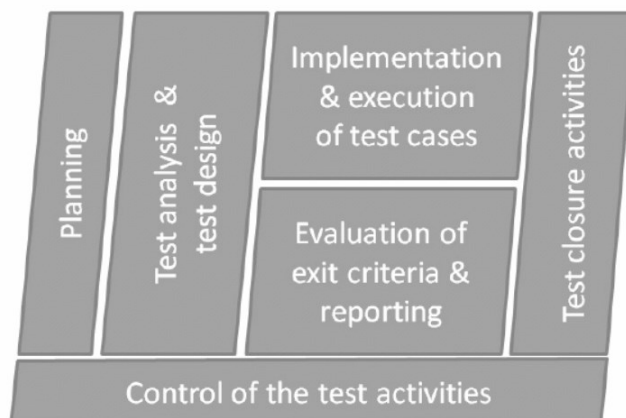 Planning
Test analysis &
test design
Implementation
& execution
of test cases
Evaluation of
exit criteria &
reporting
Test closure activities
Control of the test activities